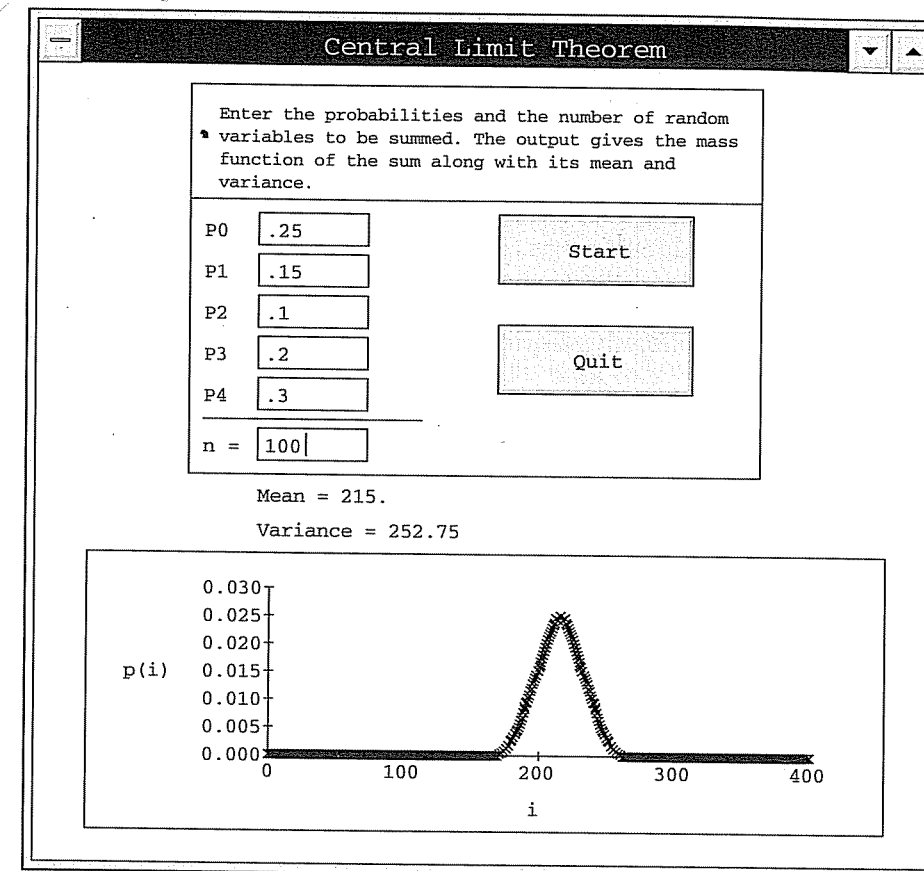 Central Limit Theorem
Enter the probabilities and the number of random
variables to be summed. The output gives the mass
function of the sum along with its mean and
variance.
P0 .25
Start
P1 .15
P2 .1
P3 .2
Quit
P4 .3
n = 100
Mean = 215.
Variance = 252.75
0.030
0.025
0.020
p(i) 0.015
0.010
0.005
0.000
0 100 200 300 400
i